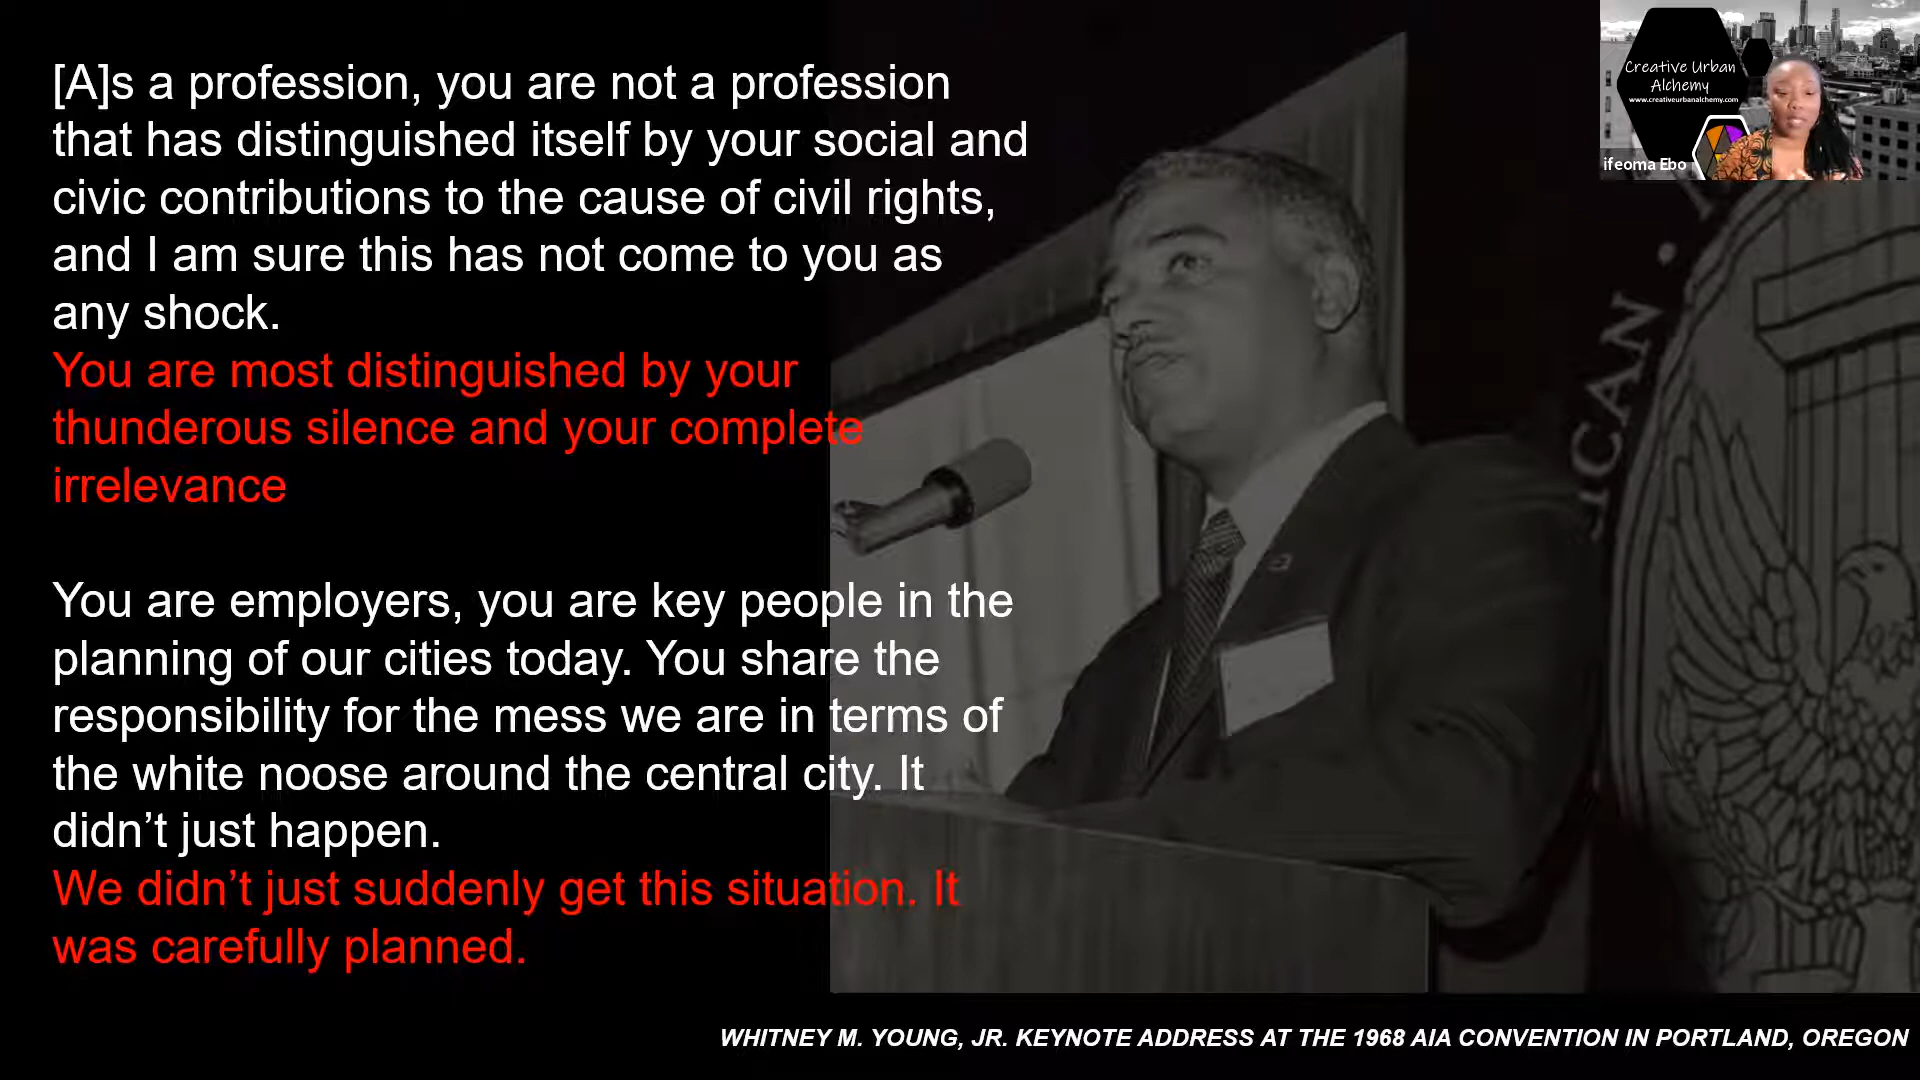 [A]s a profession, you are not a profession
that has distinguished itself by your social and
civic contributions to the cause of civil rights,
and I am sure this has not come to you as
any shock.
You are most distinguished by your
thunderous silence and your complete
irrelevance
You are employers, you are key people in the
planning of our cities today. You share the
responsibility for the mess we are in terms of
the white noose around the central city. It
didn’t just happen.
We didn’t just suddenly get this situation. It
was carefully planned.
WHITNEY M. YOUNG, JR. KEYNOTE ADDRESS AT THE 1968 AIA CONVENTION IN PORTLAND, OREGON
Creative Urban
Alchemy
www.creativeurbanalchemy.com
ifeoma Ebo
ICAN